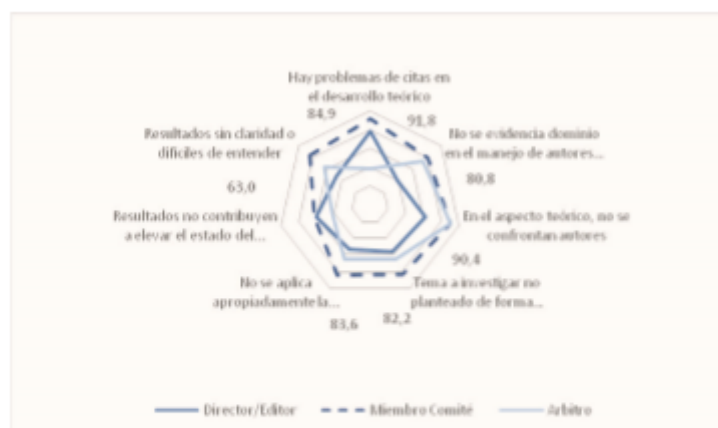 Hay problemas de citas en
el desarrollo teórico
84,9
91,8
Resultados sin claridad o
difíciles de entender
No se evidencia dominio
en el manejo de autores...
63,0
80,8
Resultados no contribuyen
a elevar el estado del...
En el aspecto teórico, no se
confrontan autores
90,4
No se aplica
apropiadamente la...
Tema a investigar no
planteado de forma...
83,6
82,2
Director/Editor
Miembro Comité
Arbitro